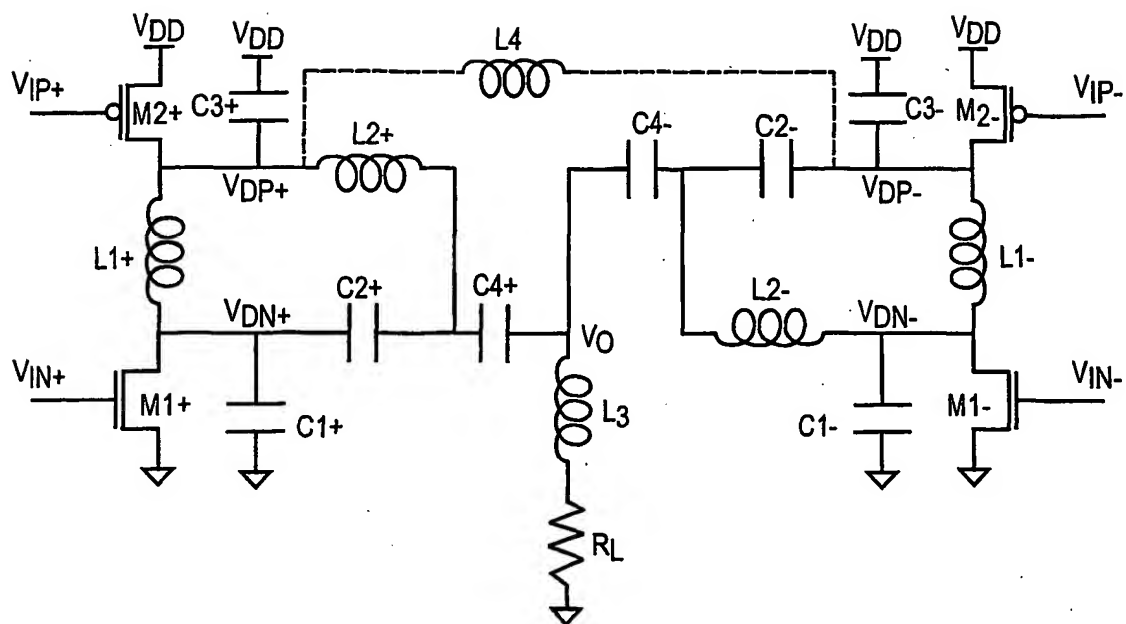 VDD
VDD
L4
VDD
VDD
VIP+
M2+
C3+
L2+
C4-
C2-
C3-
M2-
VIP-
VDP+
VDP-
L1+
L1-
C2+
C4+
L2-
VDN+
VO
VDN-
VIN+
M1+
C1+
L3
C1-
M1-
VIN-
RL